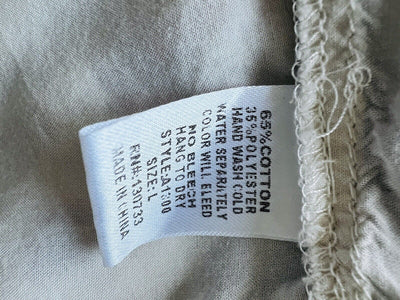 65%COTTON
35%POLYESTER
HAND WASH COLD
WATER SEPARATELY
COLOR WILL BLEED
NO BLEECH
HANG TO DRY
STYLE:A1300
SIZE: L
RN#:130733
MADE IN CHINA